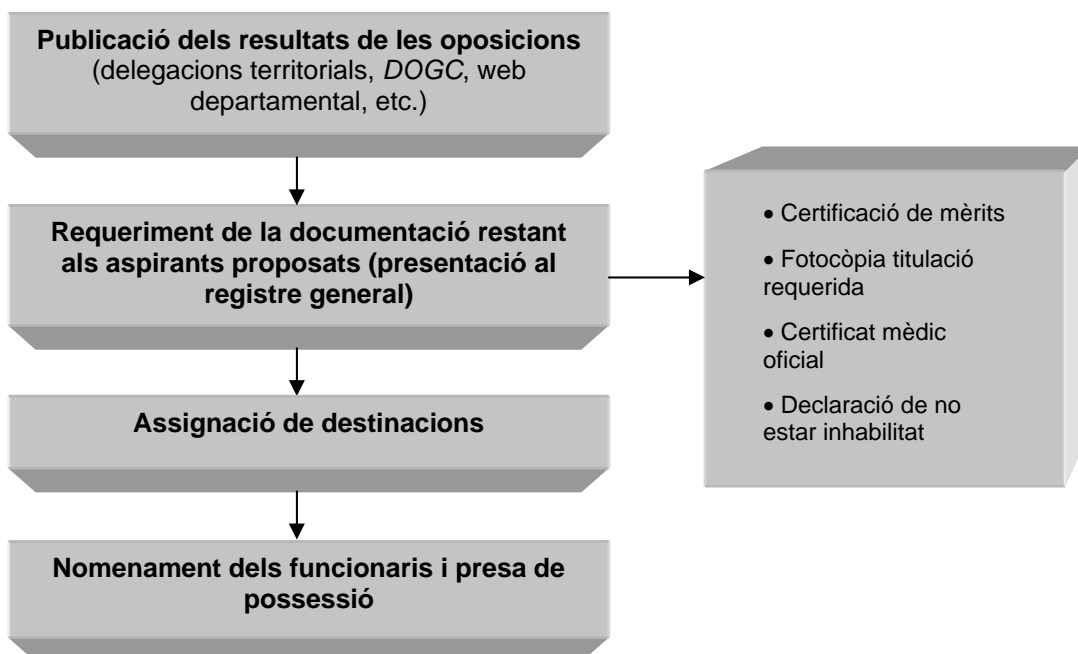 Publicació dels resultats de les oposicions
(delegacions territorials, DOGC, web
departamental, etc.)
Requeriment de la documentació restant
als aspirants proposats (presentació al
registre general)
• Certificació de mèrits
• Fotocòpia titulació
requerida
• Certificat mèdic
oficial
• Declaració de no
estar inhabilitat
Assignació de destinacions
Nomenament dels funcionaris i presa de
possessió